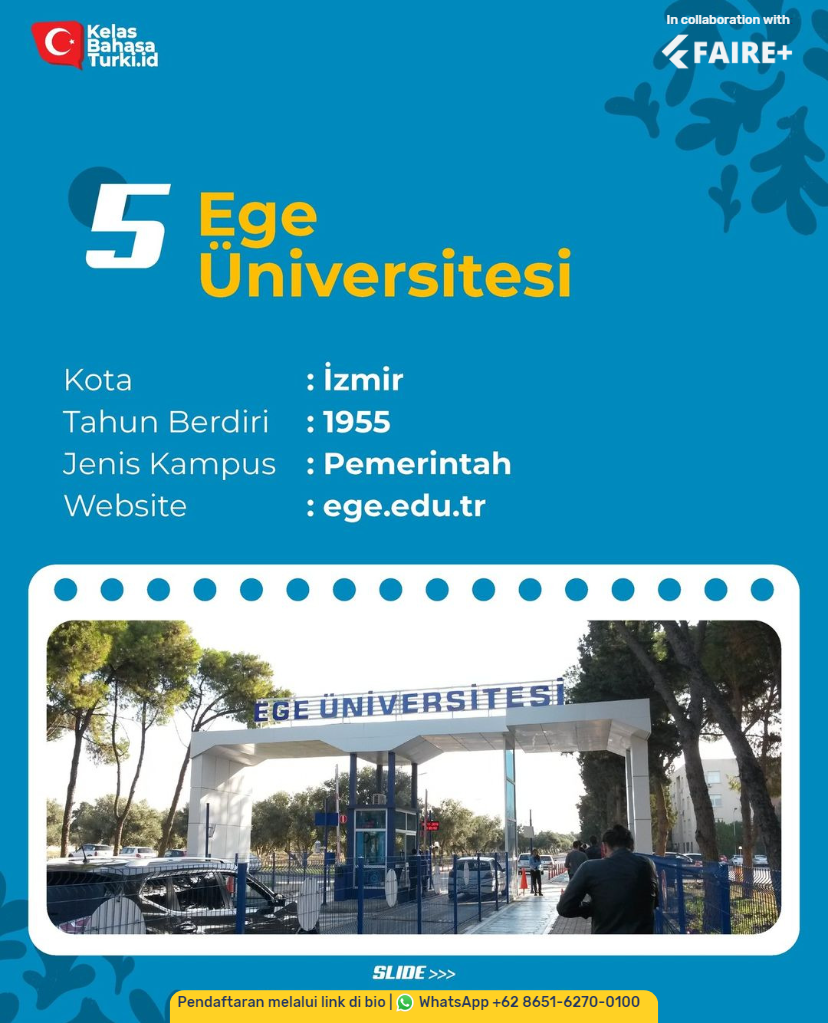 Kelas
Bahasa
Turki.id
In collaboration with
FAIRE+
5
Ege
Üniversitesi
Kota : İzmir
Tahun Berdiri : 1955
Jenis Kampus : Pemerintah
Website : ege.edu.tr
EGE ÜNİVERSİTESİ
SLIDE >>>
Pendaftaran melalui link di bio | WhatsApp +62 8651-6270-0100